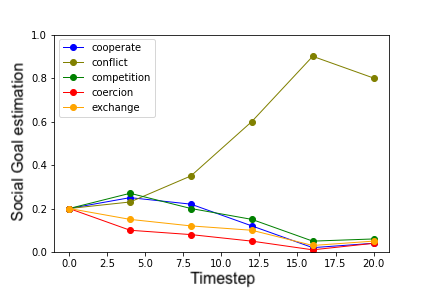 1.0
0.8
0.6
0.4
0.2
0.0
Social Goal estimation
cooperate
conflict
competition
coercion
exchange
0.0 2.5 5.0 7.5 10.0 12.5 15.0 17.5 20.0
Timestep